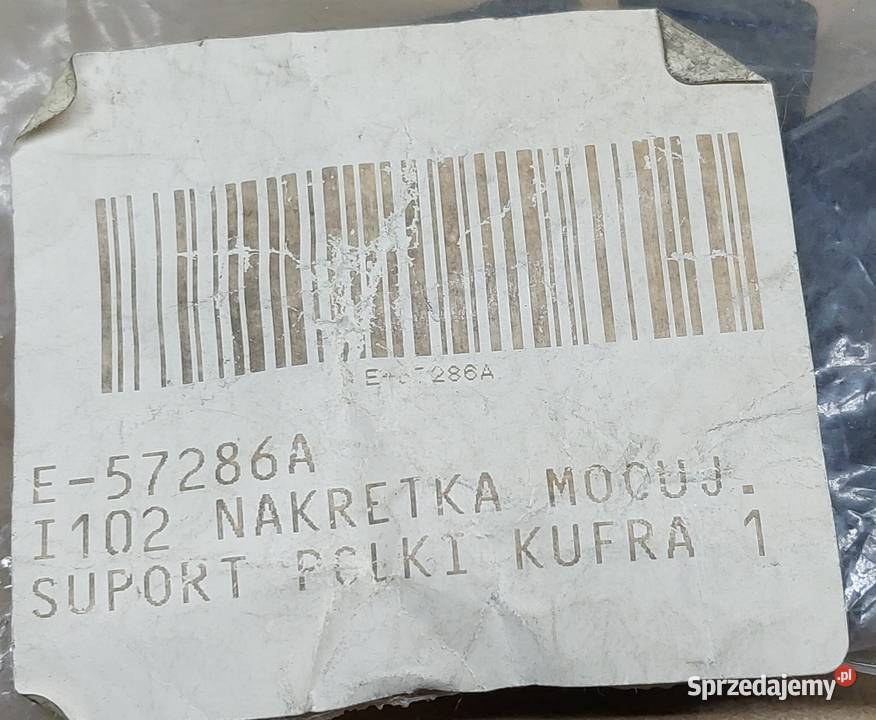 E-57286A
E-57286A
I102 NAKRETKA MOCUJ.
SUPORT POLKI KUFRA 1
Sprzedajemy.pl